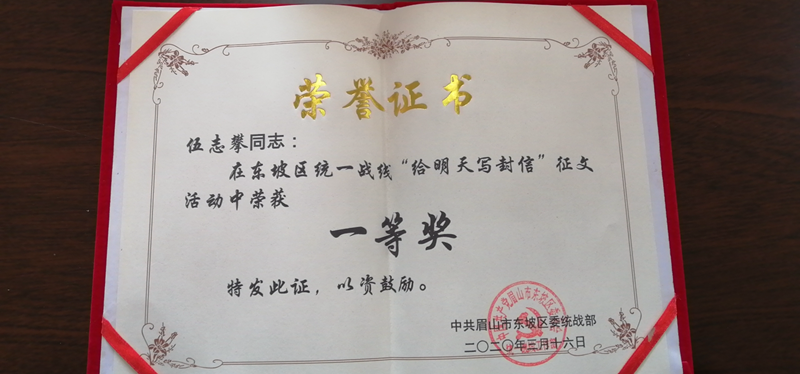 荣誉证书
伍志攀同志：
在东坡区统一战线“给明天写封信”征文
活动中荣获
一等奖
特发此证，以资鼓励。
中共眉山市东坡区委统战部
二〇二〇年三月十六日